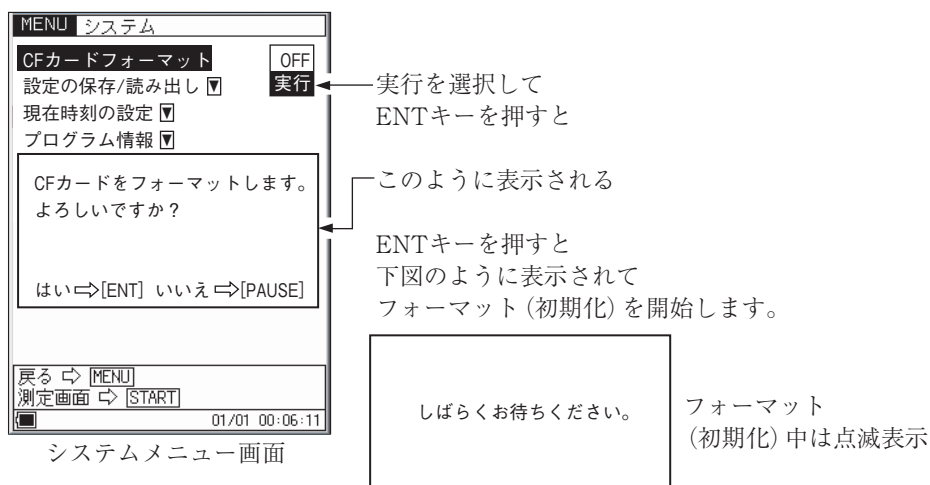 MENU システム
CFカードフォーマット OFF
設定の保存/読み出し▼ 実行
現在時刻の設定▼
プログラム情報▼
CFカードをフォーマットします。
よろしいですか？
はい⇨[ENT] いいえ⇨[PAUSE]
戻る ⇨ MENU
測定画面 ⇨ START
01/01 00:06:11
システムメニュー画面
実行を選択して
ENTキーを押すと
このように表示される
ENTキーを押すと
下図のように表示されて
フォーマット（初期化）を開始します。
しばらくお待ちください。
フォーマット
（初期化）中は点滅表示